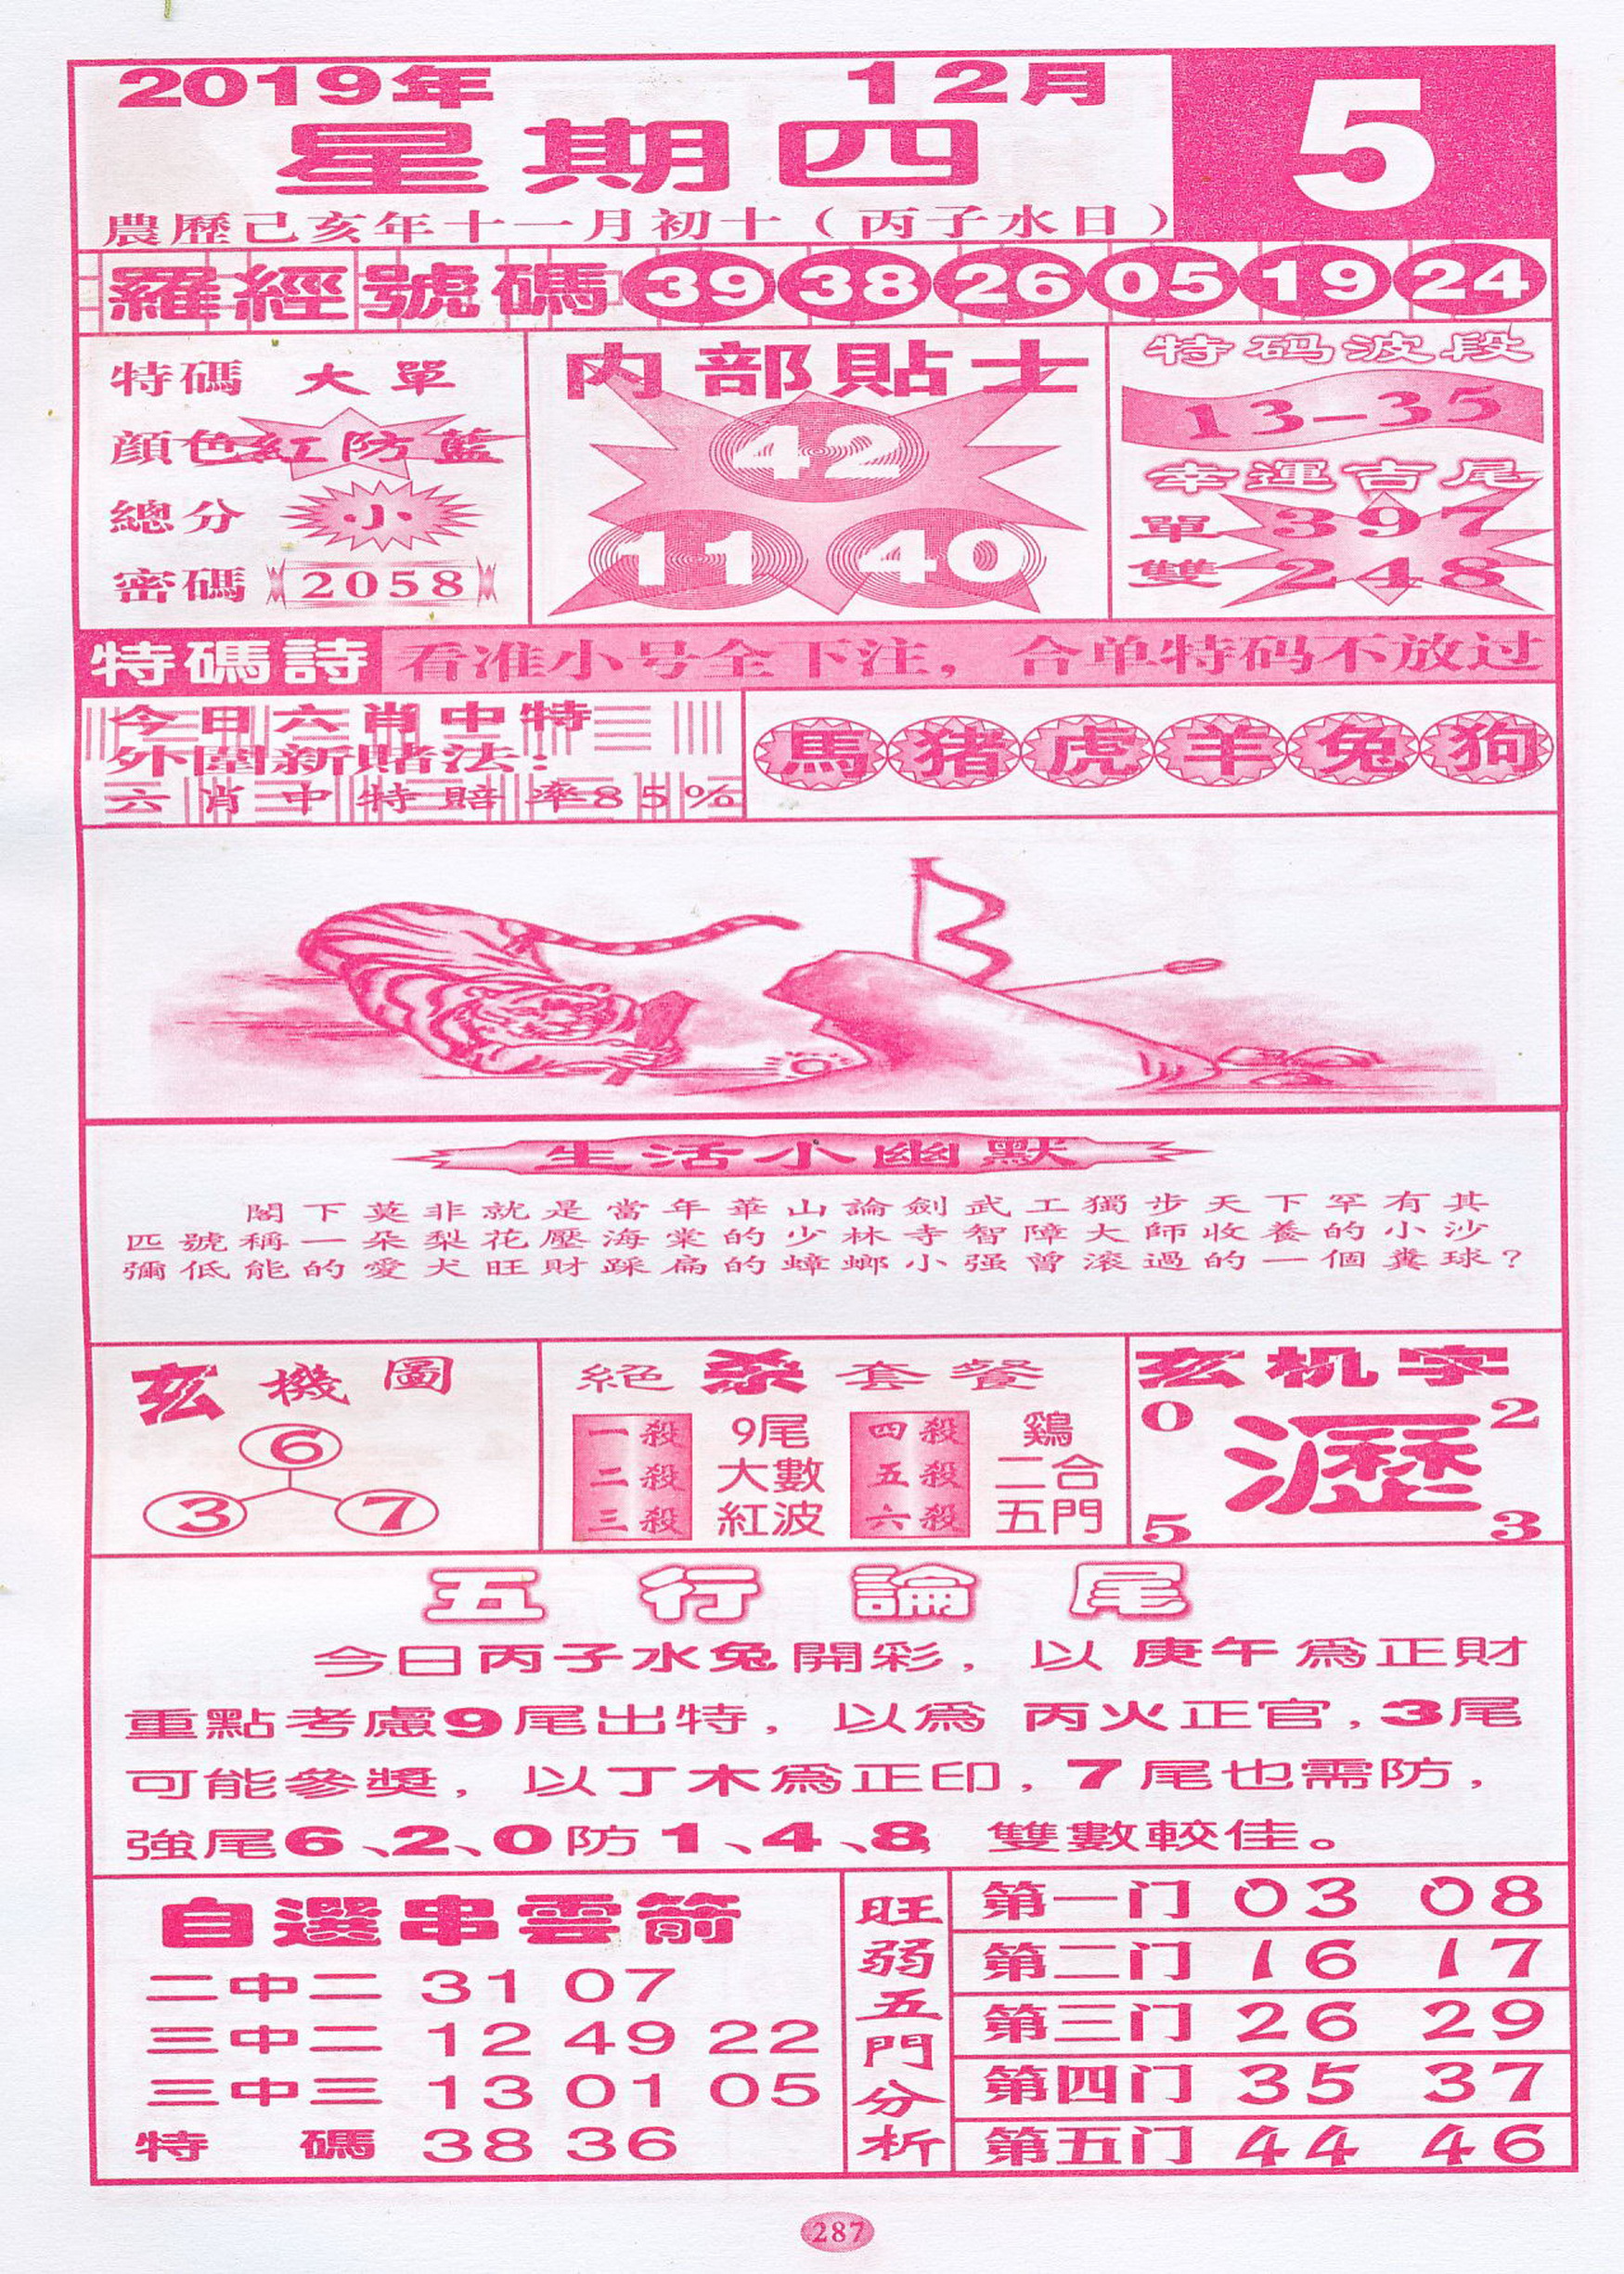 2019年 12月 5
星期四
農歷己亥年十一月初十（丙子水日）
羅經號碼 39 38 26 05 19 24
特碼 大單
顏色 紅防藍
總分 小
密碼 2058
内部貼士
42
11 40
特码波段
13–35
幸運吉尾
單 397
雙 248
特碼詩 看准小号全下注，合单特码不放过
今日六肖中特
外圍新賭法：
六肖中特賠率85%
馬 猪 虎 羊 兔 狗
生活小幽默
閣下莫非就是當年華山論劍武工獨步天下罕有其
匹號稱一朵梨花壓海棠的少林寺智障大師收養的小沙
彌低能的愛犬旺財踩扁的蟑螂小强曾滚過的一個糞球？
玄機圖
6
3 7
絕殺套餐
一殺 9尾 四殺 鷄
二殺 大數 五殺 二合
三殺 紅波 六殺 五門
玄机字
0 2
瀝
5 3
五行論尾
今日丙子水兔開彩，以庚午為正財
重點考慮9尾出特，以為 丙火正官，3尾
可能參獎，以丁木為正印，7尾也需防，
強尾6、2、0防1、4、8 雙數較佳。
自選串雲箭
二中二 31 07
三中二 12 49 22
三中三 13 01 05
特碼 38 36
旺弱五門分析
第一门 03 08
第二门 16 17
第三门 26 29
第四门 35 37
第五门 44 46
287